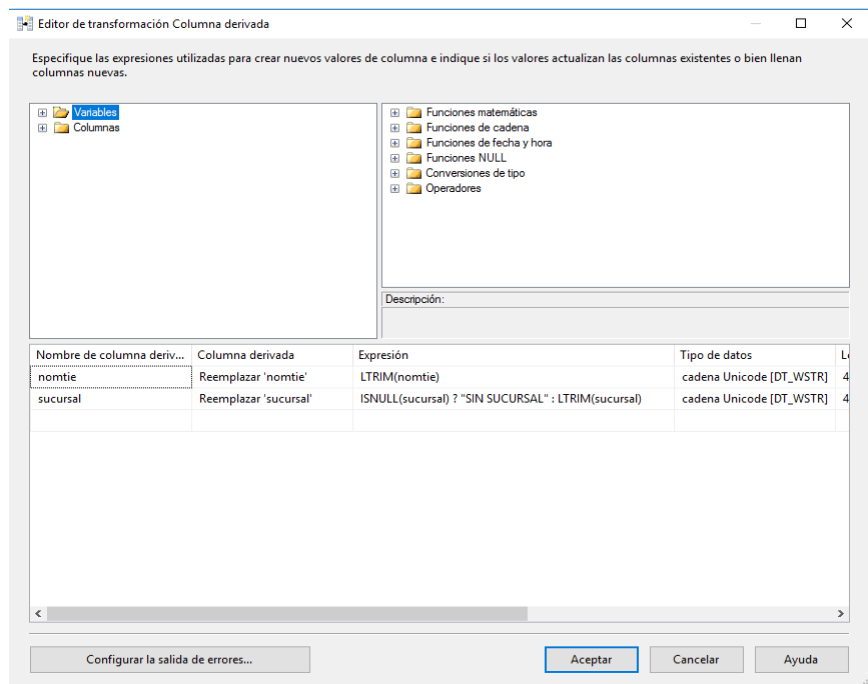 Editor de transformación Columna derivada
Especifique las expresiones utilizadas para crear nuevos valores de columna e indique si los valores actualizan las columnas existentes o bien llenan
columnas nuevas.
Variables
Columnas
Funciones matemáticas
Funciones de cadena
Funciones de fecha y hora
Funciones NULL
Conversiones de tipo
Operadores
Descripción:
Nombre de columna deriv... Columna derivada Expresión Tipo de datos
nomtie Reemplazar 'nomtie' LTRIM(nomtie) cadena Unicode [DT_WSTR] 4
sucursal Reemplazar 'sucursal' ISNULL(sucursal) ? "SIN SUCURSAL" : LTRIM(sucursal) cadena Unicode [DT_WSTR] 4
Configurar la salida de errores... Aceptar Cancelar Ayuda